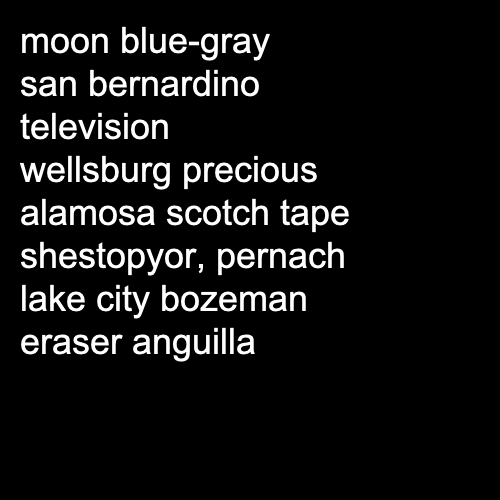 moon blue-gray
san bernardino
television
wellsburg precious
alamosa scotch tape
shestopyor, pernach
lake city bozeman
eraser anguilla